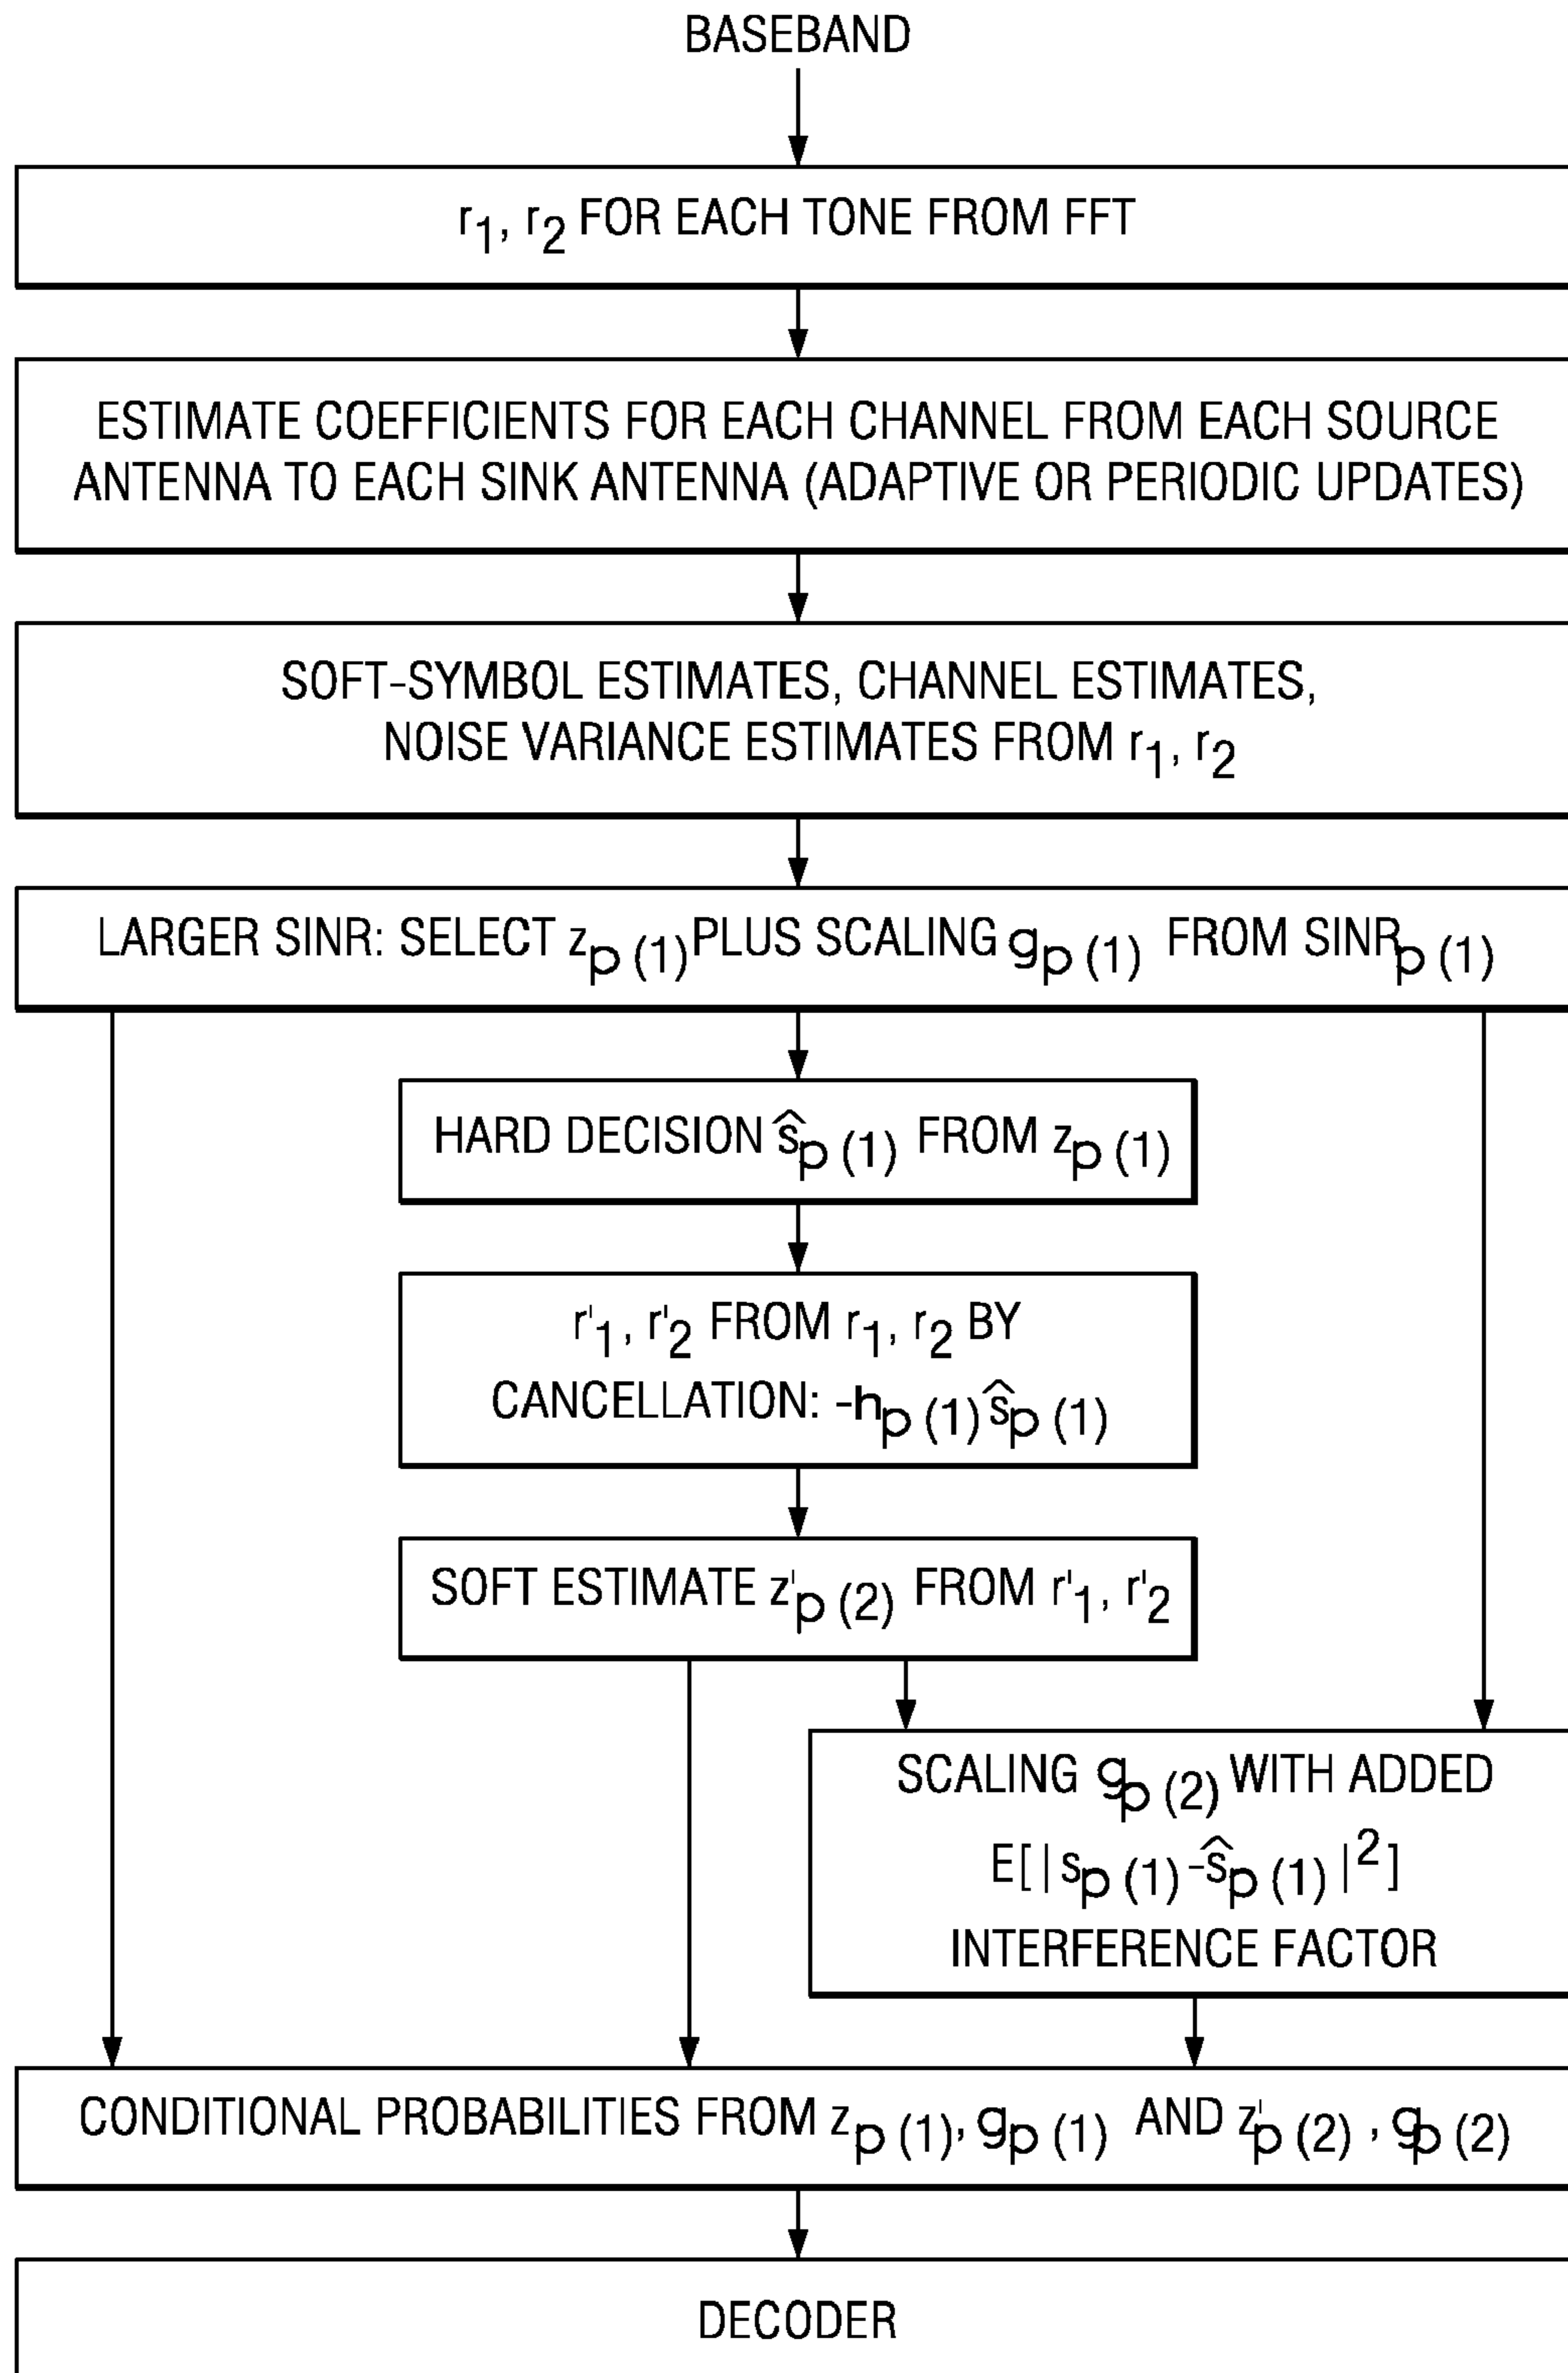 BASEBAND
r1, r2 FOR EACH TONE FROM FFT
ESTIMATE COEFFICIENTS FOR EACH CHANNEL FROM EACH SOURCE
ANTENNA TO EACH SINK ANTENNA (ADAPTIVE OR PERIODIC UPDATES)
SOFT-SYMBOL ESTIMATES, CHANNEL ESTIMATES,
NOISE VARIANCE ESTIMATES FROM r1, r2
LARGER SINR: SELECT zp (1) PLUS SCALING gp (1) FROM SINRp (1)
HARD DECISION ŝp (1) FROM zp (1)
r'1, r'2 FROM r1, r2 BY
CANCELLATION: -hp (1) ŝp (1)
SOFT ESTIMATE z'p (2) FROM r'1, r'2
SCALING gp (2) WITH ADDED
E[ | sp (1) -ŝp (1) |² ]
INTERFERENCE FACTOR
CONDITIONAL PROBABILITIES FROM zp (1), gp (1) AND z'p (2) , gp (2)
DECODER